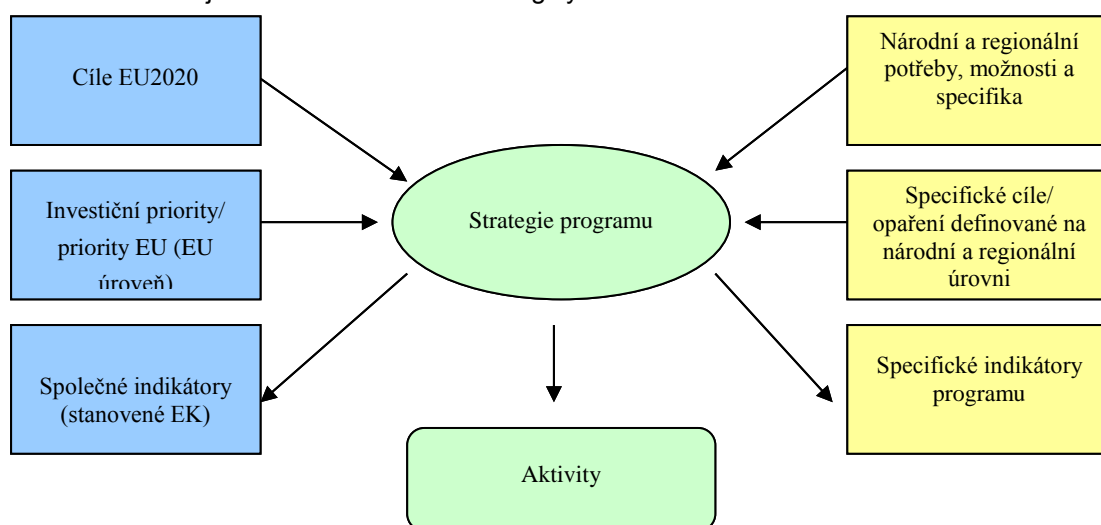 Cíle EU2020
Národní a regionální
potřeby, možnosti a
specifika
Investiční priority/
priority EU (EU
úroveň)
Strategie programu
Specifické cíle/
opaření definované na
národní a regionální
úrovni
Společné indikátory
(stanovené EK)
Specifické indikátory
programu
Aktivity